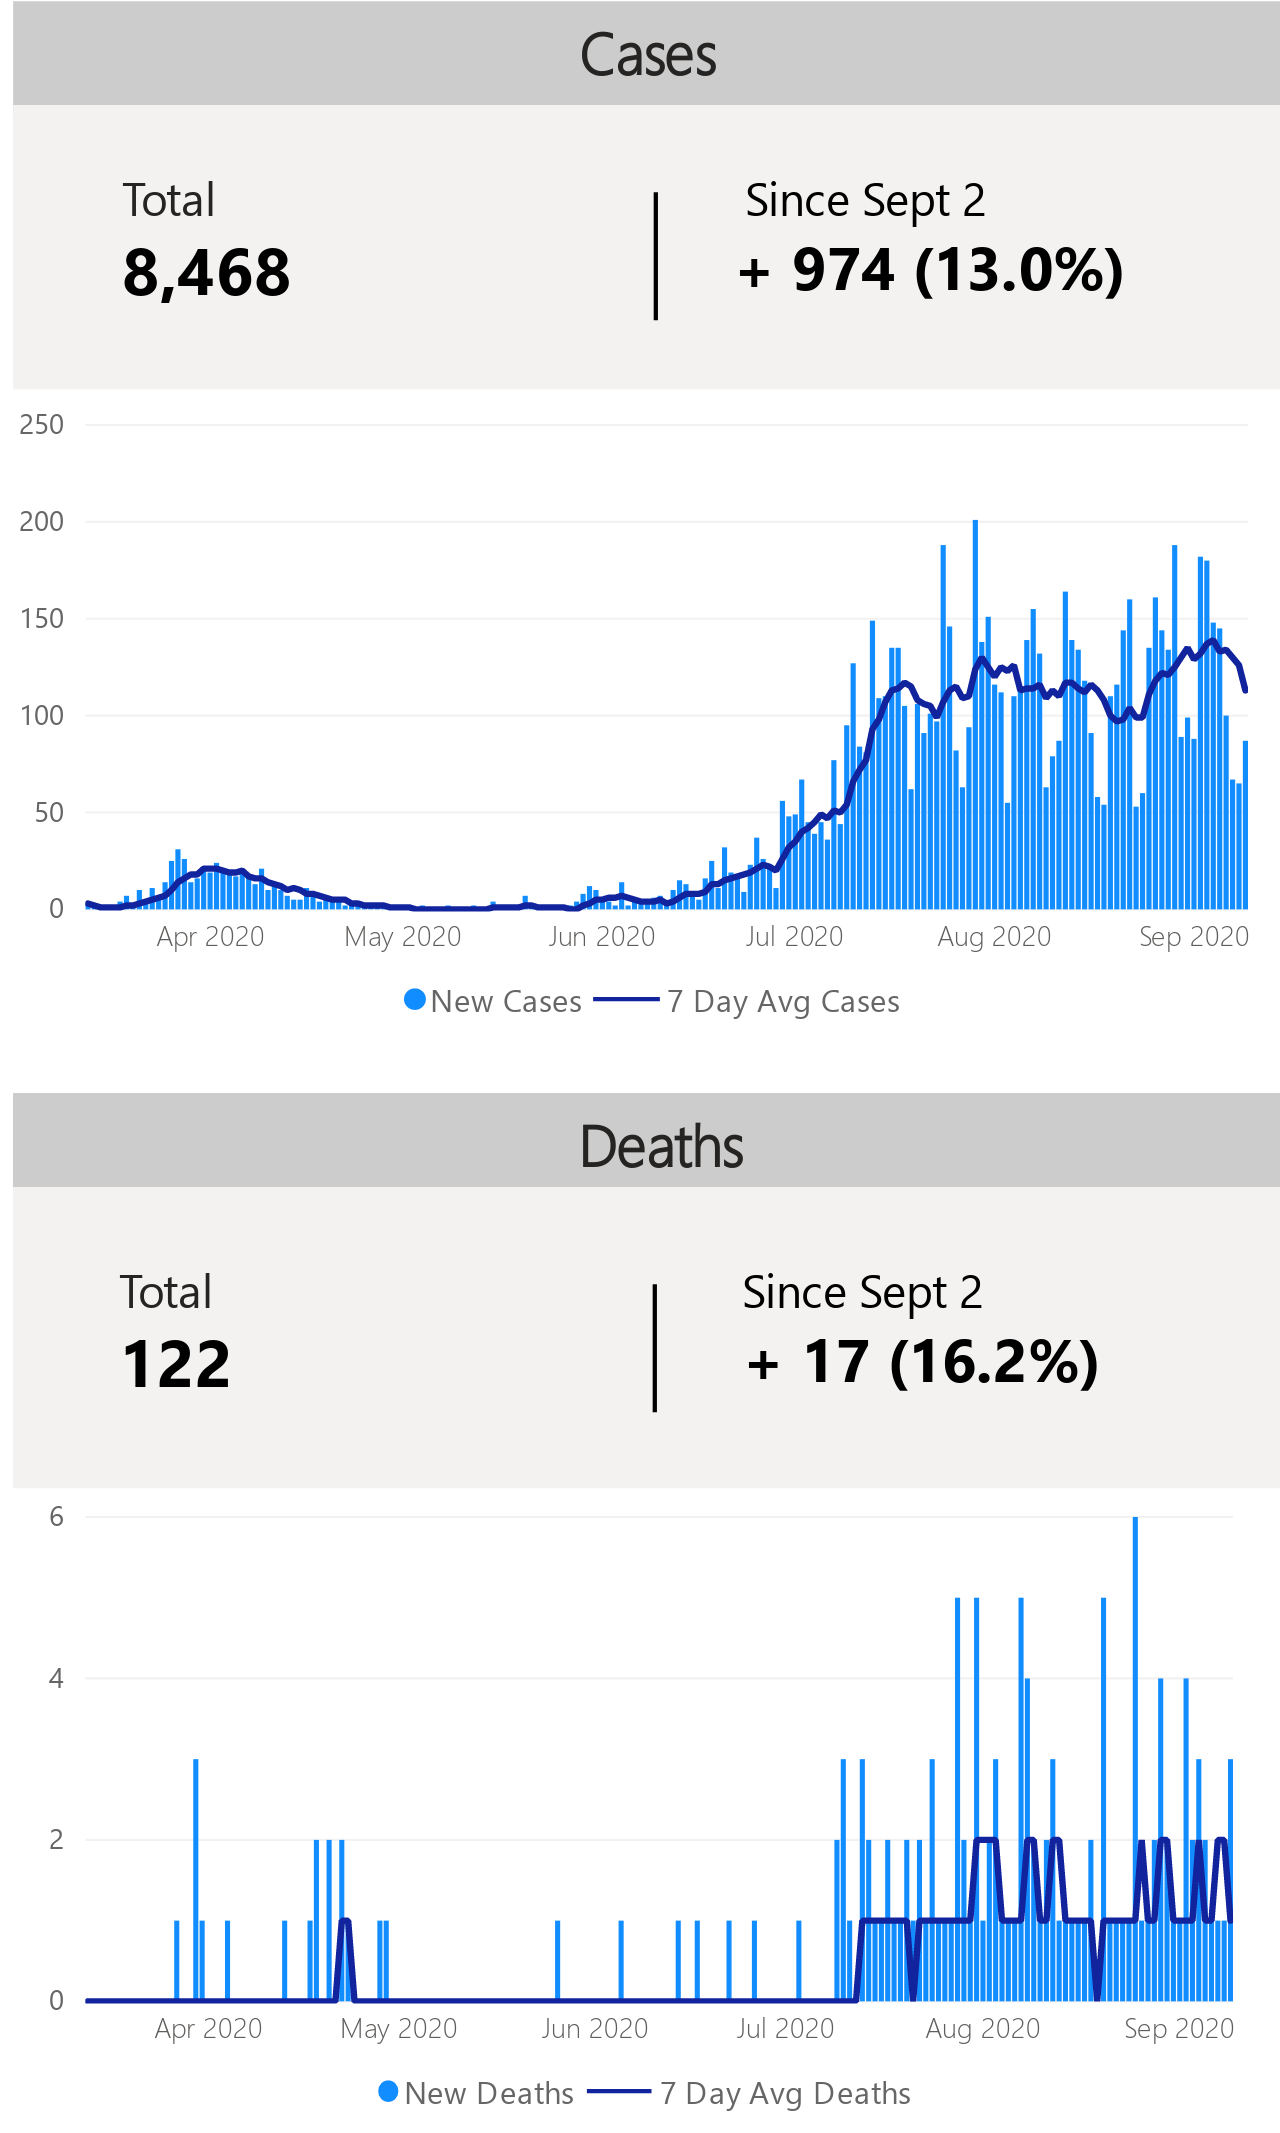 Cases
Total
Since Sept 2
8,468
+ 974 (13.0%)
250
200
150
100
50
0
Apr 2020
May 2020
Jun 2020
Jul 2020
Aug 2020
Sep 2020
New Cases
7 Day Avg Cases
Deaths
Total
Since Sept 2
122
+ 17 (16.2%)
6
4
2
0
Apr 2020
May 2020
Jun 2020
Jul 2020
Aug 2020
Sep 2020
New Deaths
7 Day Avg Deaths